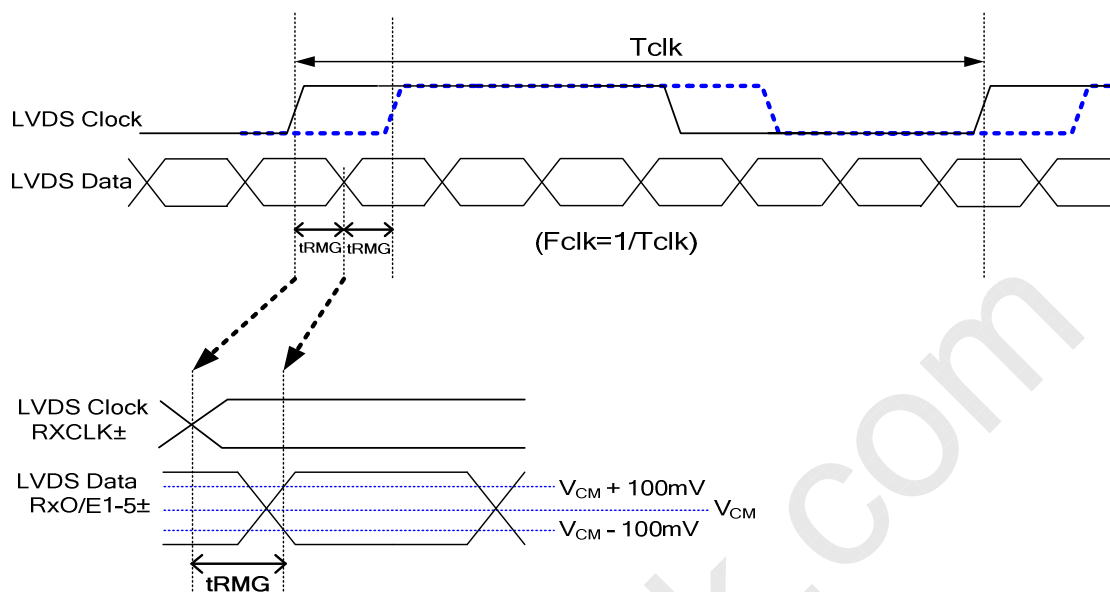 Tclk
LVDS Clock
LVDS Data
tRMG tRMG
(Fclk=1/Tclk)
LVDS Clock
RXCLK±
LVDS Data
RxO/E1-5±
VCM + 100mV
VCM
VCM - 100mV
tRMG
k.com